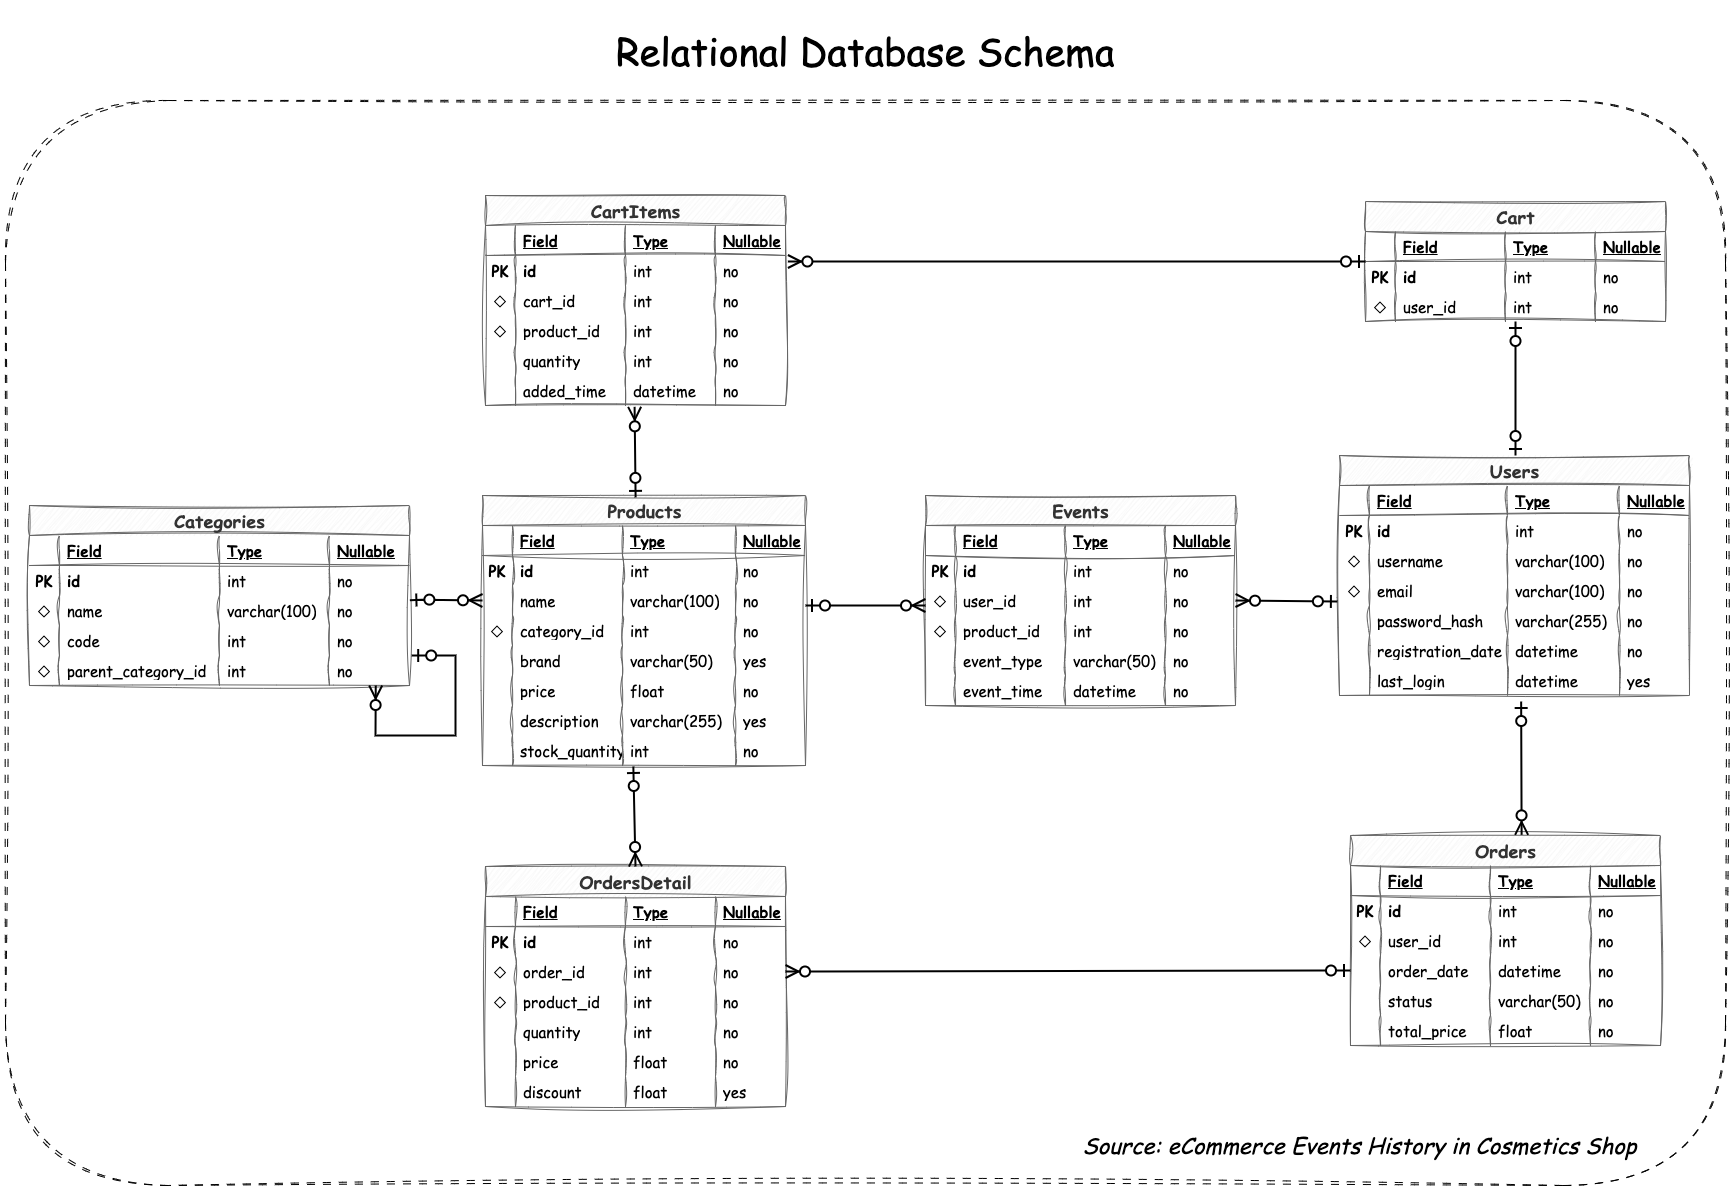 Relational Database Schema
CartItems
Field Type Nullable
PK id int no
cart_id int no
product_id int no
quantity int no
added_time datetime no
Cart
Field Type Nullable
PK id int no
user_id int no
Categories
Field Type Nullable
PK id int no
name varchar(100) no
code int no
parent_category_id int no
Products
Field Type Nullable
PK id int no
name varchar(100) no
category_id int no
brand varchar(50) yes
price float no
description varchar(255) yes
stock_quantity int no
Events
Field Type Nullable
PK id int no
user_id int no
product_id int no
event_type varchar(50) no
event_time datetime no
Users
Field Type Nullable
PK id int no
username varchar(100) no
email varchar(100) no
password_hash varchar(255) no
registration_date datetime no
last_login datetime yes
OrdersDetail
Field Type Nullable
PK id int no
order_id int no
product_id int no
quantity int no
price float no
discount float yes
Orders
Field Type Nullable
PK id int no
user_id int no
order_date datetime no
status varchar(50) no
total_price float no
Source: eCommerce Events History in Cosmetics Shop